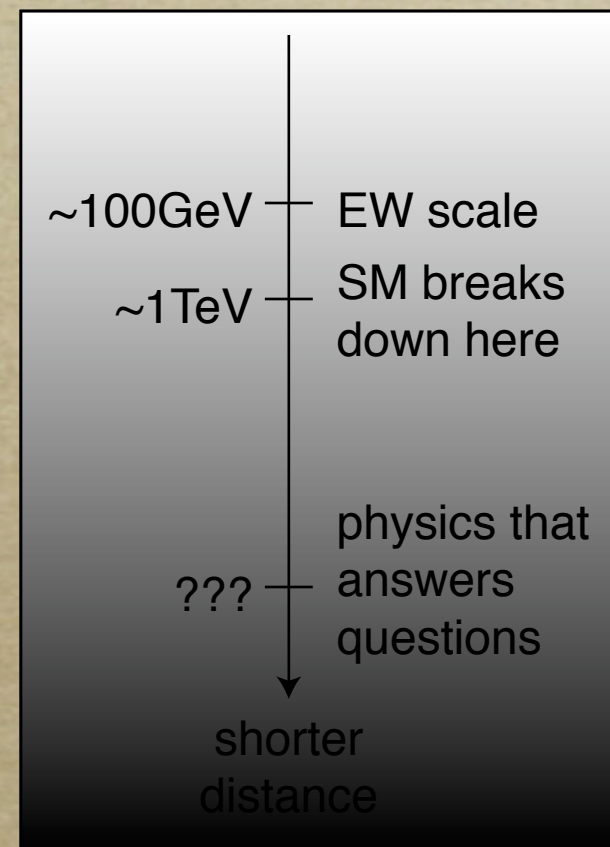 ~100GeV EW scale
~1TeV SM breaks
down here
physics that
??? answers
questions
shorter
distance